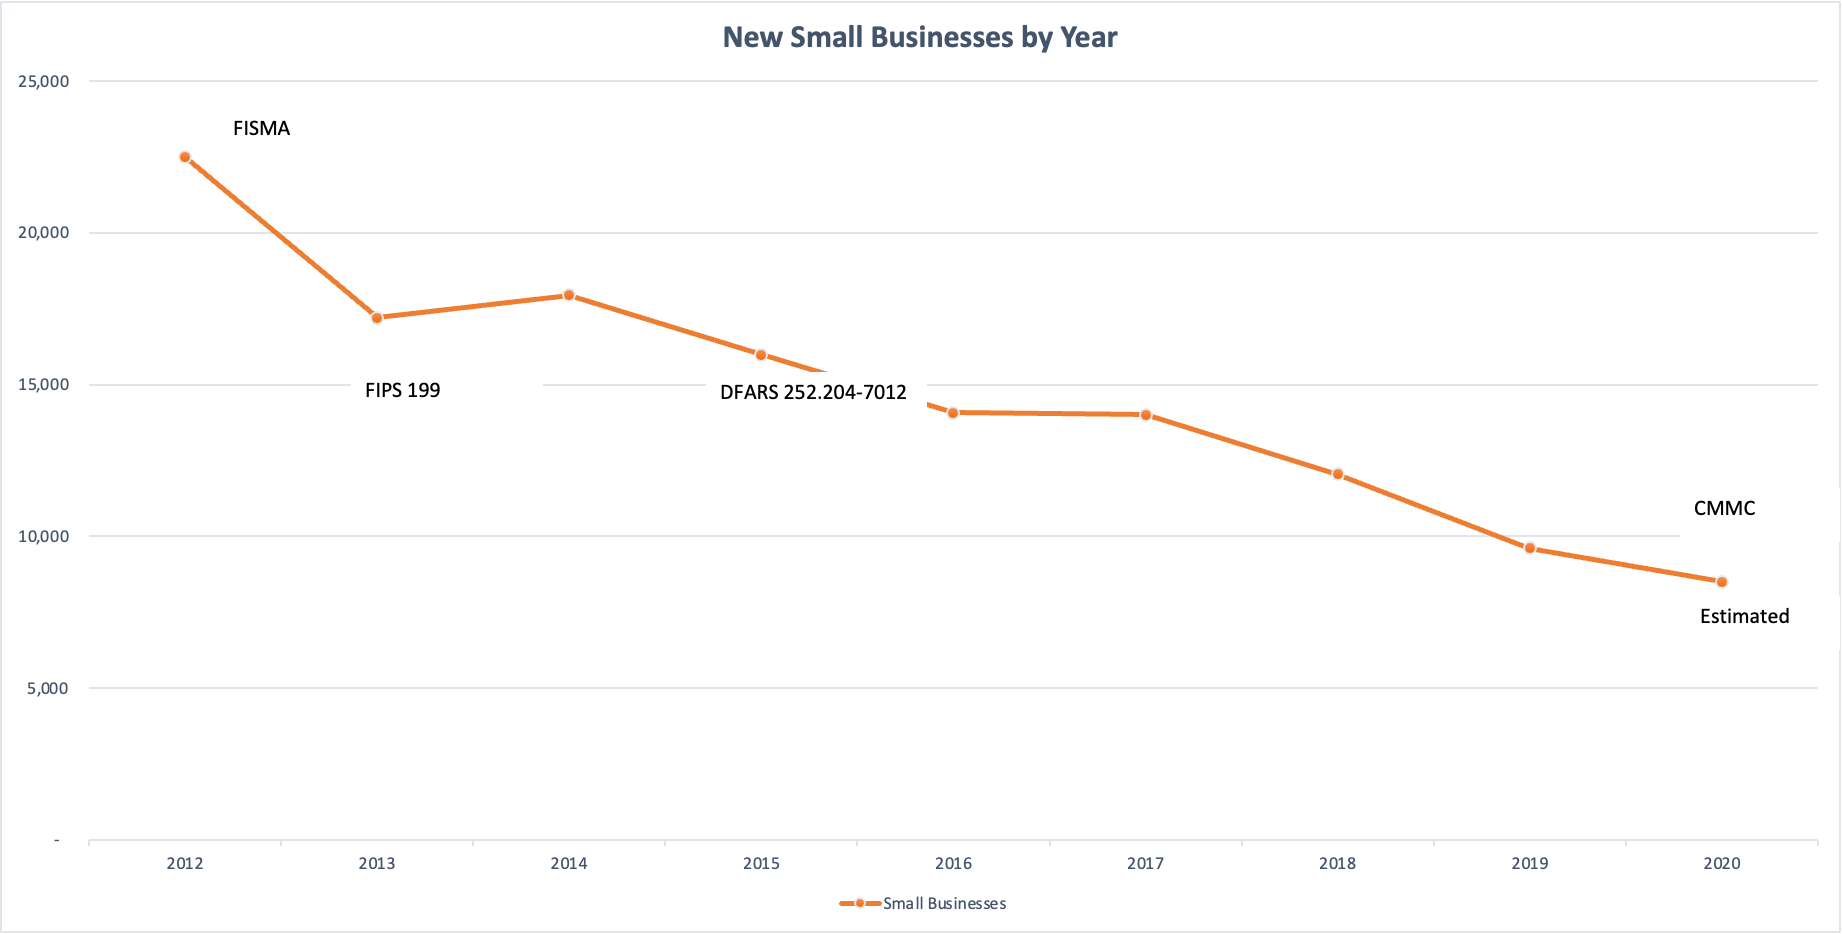 New Small Businesses by Year
25,000
FISMA
20,000
15,000
FIPS 199
DFARS 252.204-7012
CMMC
10,000
Estimated
5,000
-
2012 2013 2014 2015 2016 2017 2018 2019 2020
Small Businesses